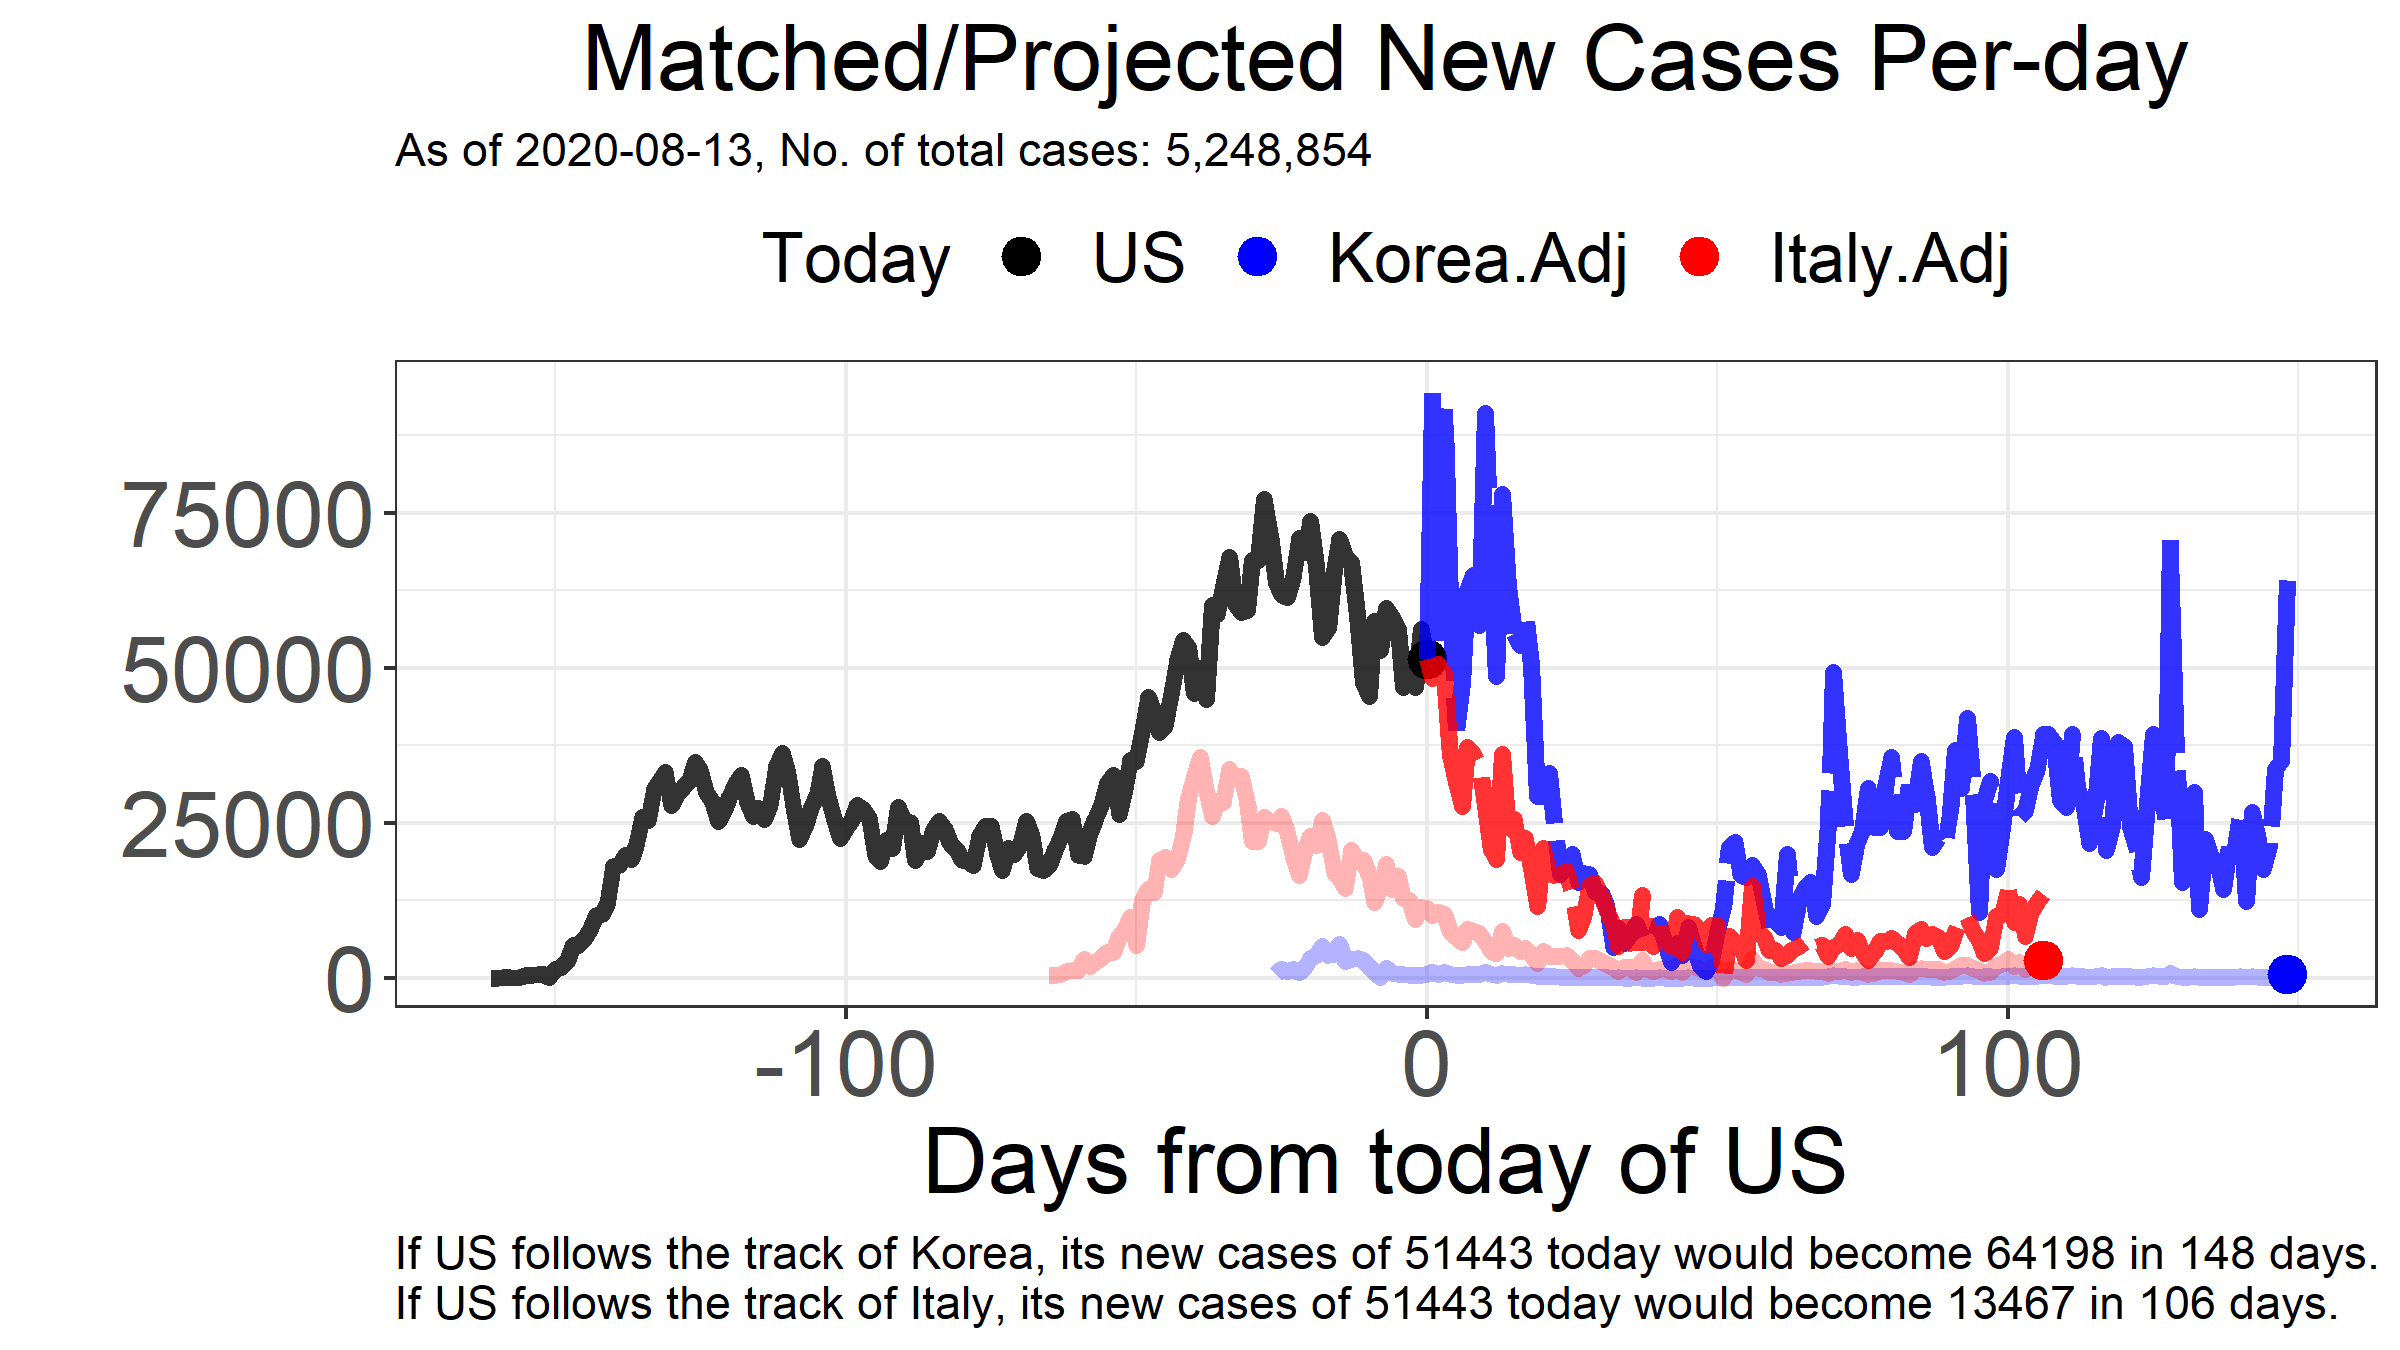 Matched/Projected New Cases Per-day
As of 2020-08-13, No. of total cases: 5,248,854
Today US Korea.Adj Italy.Adj
75000
50000
25000
0
-100 0 100
Days from today of US
If US follows the track of Korea, its new cases of 51443 today would become 64198 in 148 days.
If US follows the track of Italy, its new cases of 51443 today would become 13467 in 106 days.